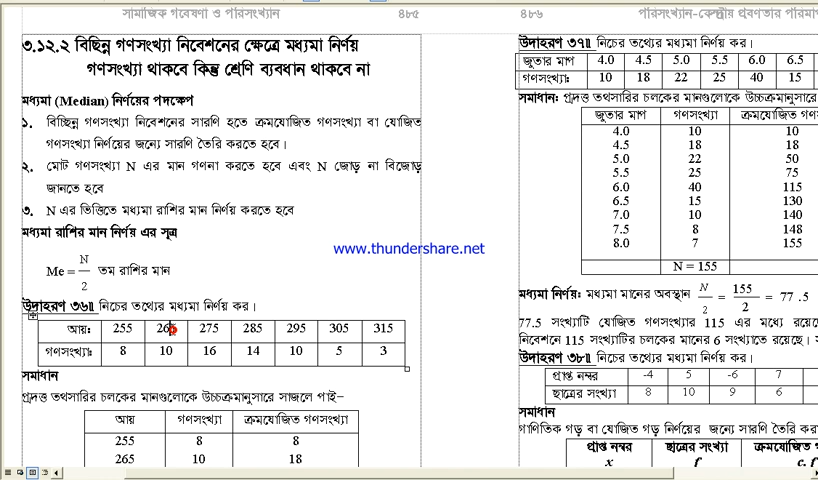 সামাজিক গবেষণা ও পরিসংখ্যান ৪৮৫
৩.১২.২ বিছিন্ন গণসংখ্যা নিবেশনের ক্ষেত্রে মধ্যমা নির্ণয়
গণসংখ্যা থাকবে কিন্তু শ্রেণি ব্যবধান থাকবে না
মধ্যমা (Median) নির্ণয়ের পদক্ষেপ
১. বিচ্ছিন্ন গণসংখ্যা নিবেশনের সারণি হতে ক্রমযোজিত গণসংখ্যা বা যোজিত
গণসংখ্যা নির্ণয়ের জন্যে সারণি তৈরি করতে হবে।
২. মোট গণসংখ্যা N এর মান গণনা করতে হবে এবং N জোড় না বিজোড়
জানতে হবে
৩. N এর ভিত্তিতে মধ্যমা রাশির মান নির্ণয় করতে হবে
মধ্যমা রাশির মান নির্ণয় এর সূত্র
www.thundershare.net
Me = N/2 তম রাশির মান
উদাহরণ ৩৬॥ নিচের তথ্যের মধ্যমা নির্ণয় কর।
আয়: 255 265 275 285 295 305 315
গণসংখ্যাঃ 8 10 16 14 10 5 3
সমাধান
প্রদত্ত তথসারির চলকের মানগুলোকে উচ্চক্রমানুসারে সাজলে পাই–
আয় গণসংখ্যা ক্রমযোজিত গণসংখ্যা
255 8 8
265 10 18
৪৮৬ পরিসংখ্যান-কেন্দ্রীয় প্রবণতার পরিমাপ
উদাহরণ ৩৭॥ নিচের তথ্যের মধ্যমা নির্ণয় কর।
জুতার মাপ 4.0 4.5 5.0 5.5 6.0 6.5
গণসংখ্যাঃ 10 18 22 25 40 15
সমাধান: প্রদত্ত তথসারির চলকের মানগুলোকে উচ্চক্রমানুসারে
জুতার মাপ গণসংখ্যা ক্রমযোজিত গণ
4.0 10 10
4.5 18 18
5.0 22 50
5.5 25 75
6.0 40 115
6.5 15 130
7.0 10 140
7.5 8 148
8.0 7 155
N = 155
মধ্যমা নির্ণয়: মধ্যমা মানের অবস্থান N/2 = 155/2 = 77 .5
77.5 সংখ্যাটি যোজিত গণসংখ্যার 115 এর মধ্যে রয়েছে
নিবেশনে 115 সংখ্যাটির চলকের মানের 6 সংখ্যাতে রয়েছে।
উদাহরণ ৩৮॥ নিচের তথ্যের মধ্যমা নির্ণয় কর।
প্রাপ্ত নম্বর -4 5 -6 7
ছাত্রের সংখ্যা 8 10 9 6
সমাধান
গাণিতিক গড় বা যোজিত গড় নির্ণয়ের জন্যে সারণি তৈরি
প্রাপ্ত নম্বর ছাত্রের সংখ্যা ক্রমযোজিত
x f c. f